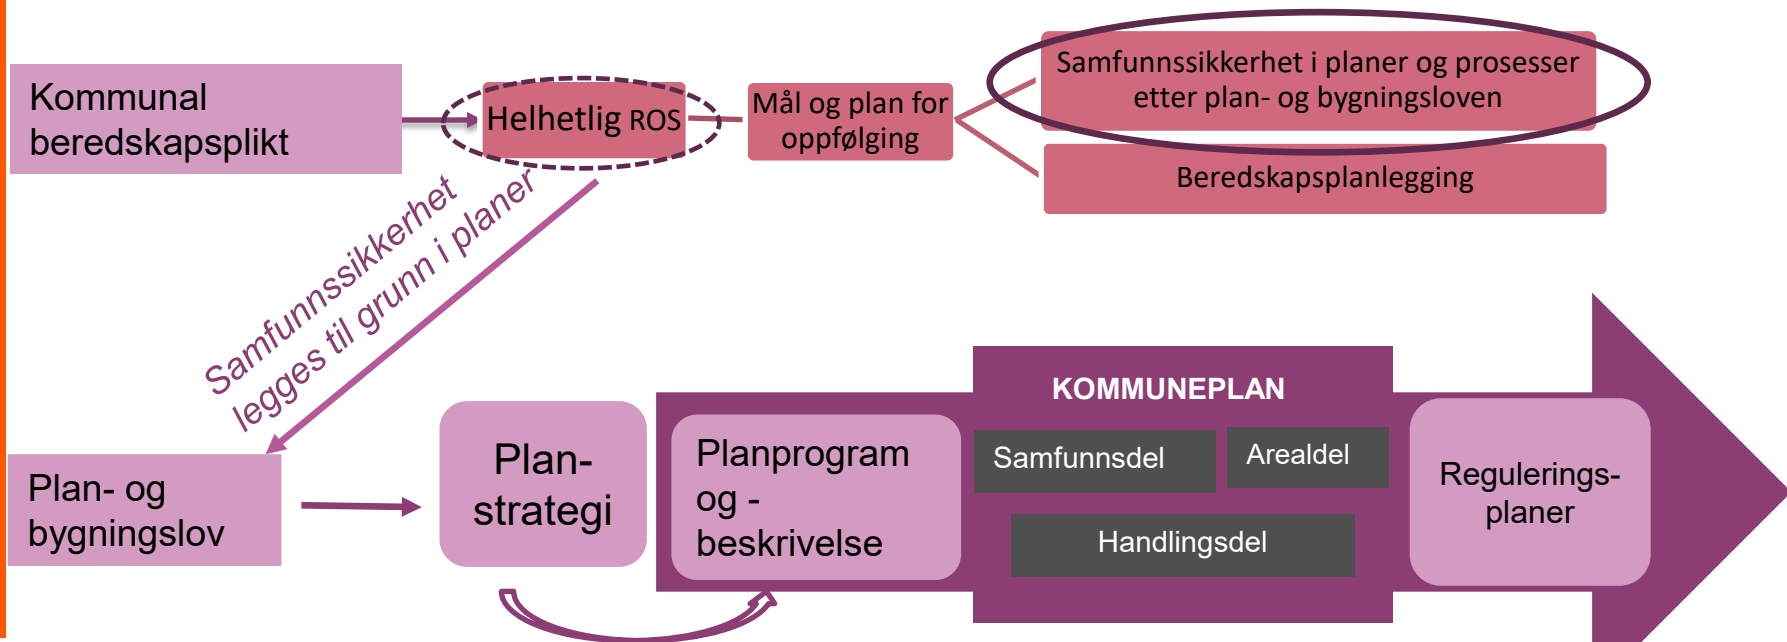 Kommunal
beredskapsplikt
Helhetlig ROS
Mål og plan for
oppfølging
Samfunnssikkerhet i planer og prosesser
etter plan- og bygningsloven
Beredskapsplanlegging
Samfunnssikkerhet
legges til grunn i planer
Plan- og
bygningslov
Plan-
strategi
Planprogram
og -
beskrivelse
KOMMUNEPLAN
Samfunnsdel
Arealdel
Handlingsdel
Regulerings-
planer